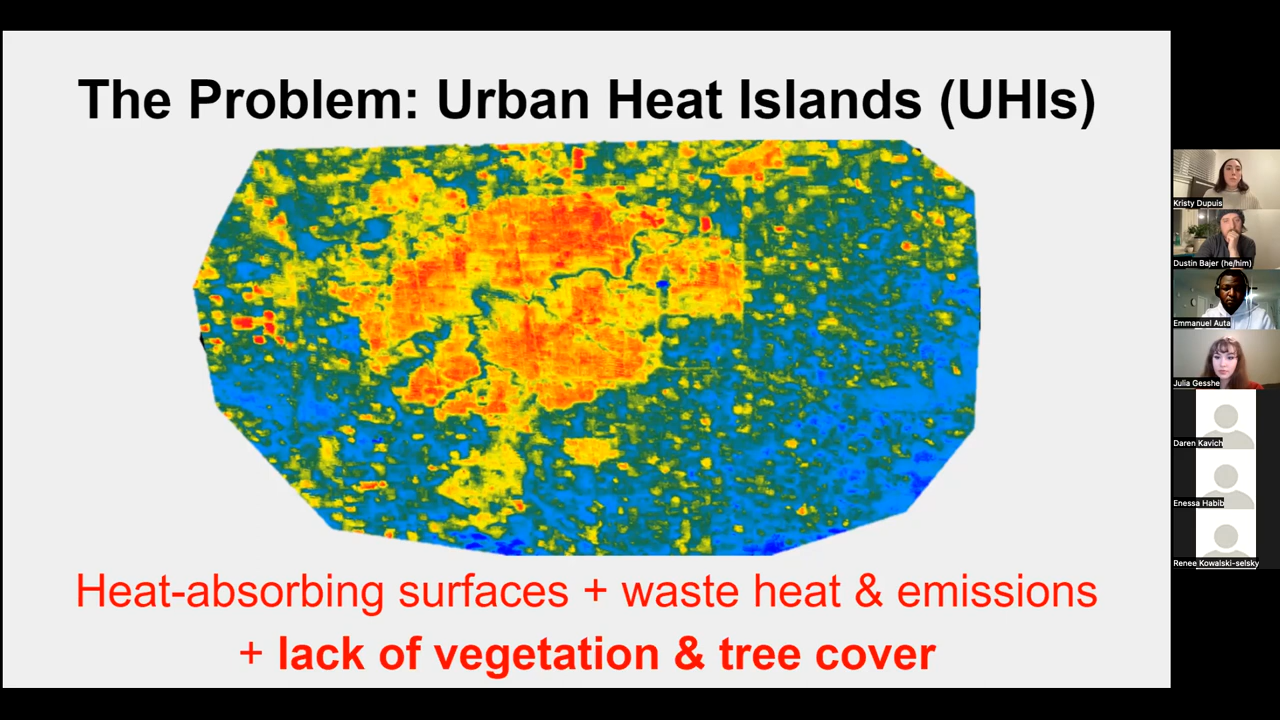 The Problem: Urban Heat Islands (UHIs)
Heat-absorbing surfaces + waste heat & emissions
+ lack of vegetation & tree cover
Kristy Dupuis
Dustin Bajer (he/him)
Emmanuel Auta
Julia Gesshe
Daren Kavich
Enessa Habib
Renee Kowalski-selsky